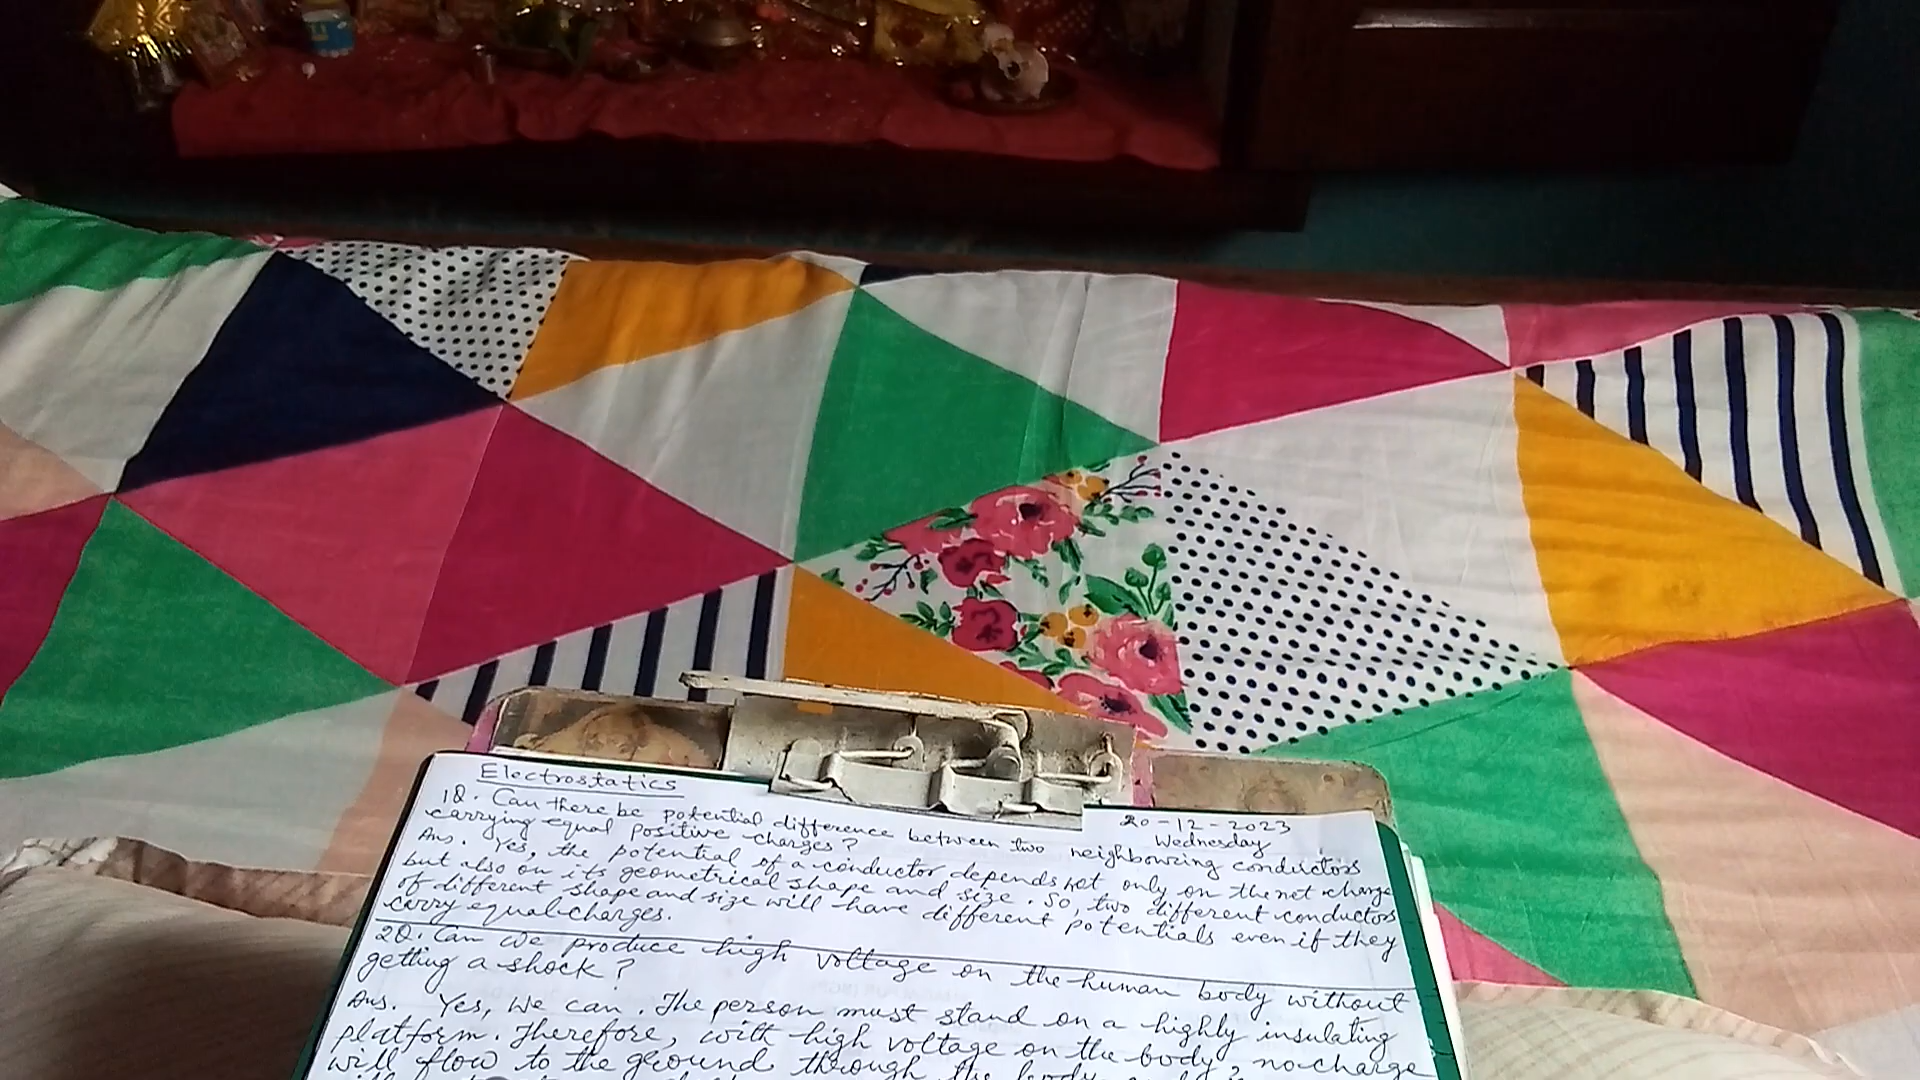 Electrostatics
20-12-2023
Wednesday
1Q. Can there be potential difference between two neighbouring conductors
carrying equal positive charges?
Ans. Yes, the potential of a conductor depends not only on the net charge
but also on its geometrical shape and size. So, two different conductors
of different shape and size will have different potentials even if they
carry equal charges.
2Q. Can we produce high voltage on the human body without
getting a shock?
Ans. Yes, we can. The person must stand on a highly insulating
platform. Therefore, with high voltage on the body, no charge
will flow to the ground through the body